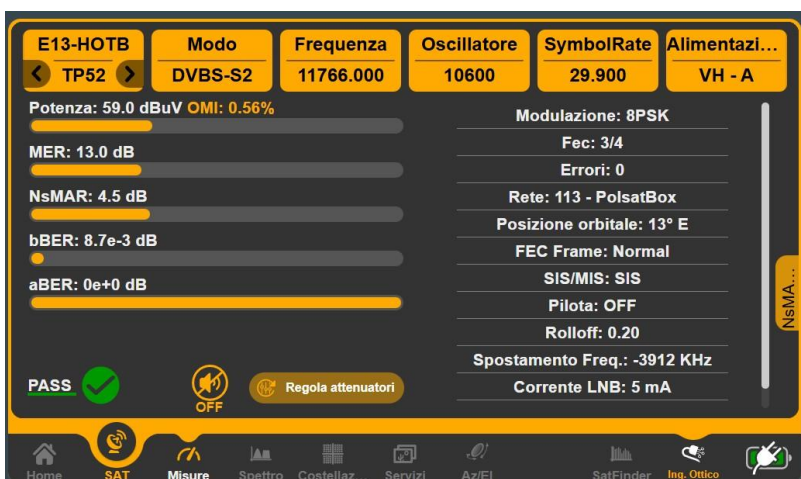 E13-HOTB
TP52
Modo
DVBS-S2
Frequenza
11766.000
Oscillatore
10600
SymbolRate
29.900
Alimentazi...
VH - A
Potenza: 59.0 dBuV OMI: 0.56%
MER: 13.0 dB
NsMAR: 4.5 dB
bBER: 8.7e-3 dB
aBER: 0e+0 dB
Modulazione: 8PSK
Fec: 3/4
Errori: 0
Rete: 113 - PolsatBox
Posizione orbitale: 13° E
FEC Frame: Normal
SIS/MIS: SIS
Pilota: OFF
Rolloff: 0.20
Spostamento Freq.: -3912 KHz
Corrente LNB: 5 mA
NsMA...
PASS
OFF
Regola attenuatori
Home
SAT
Misure
Spettro
Costellaz...
Servizi
Az/El
SatFinder
Ing. Ottico